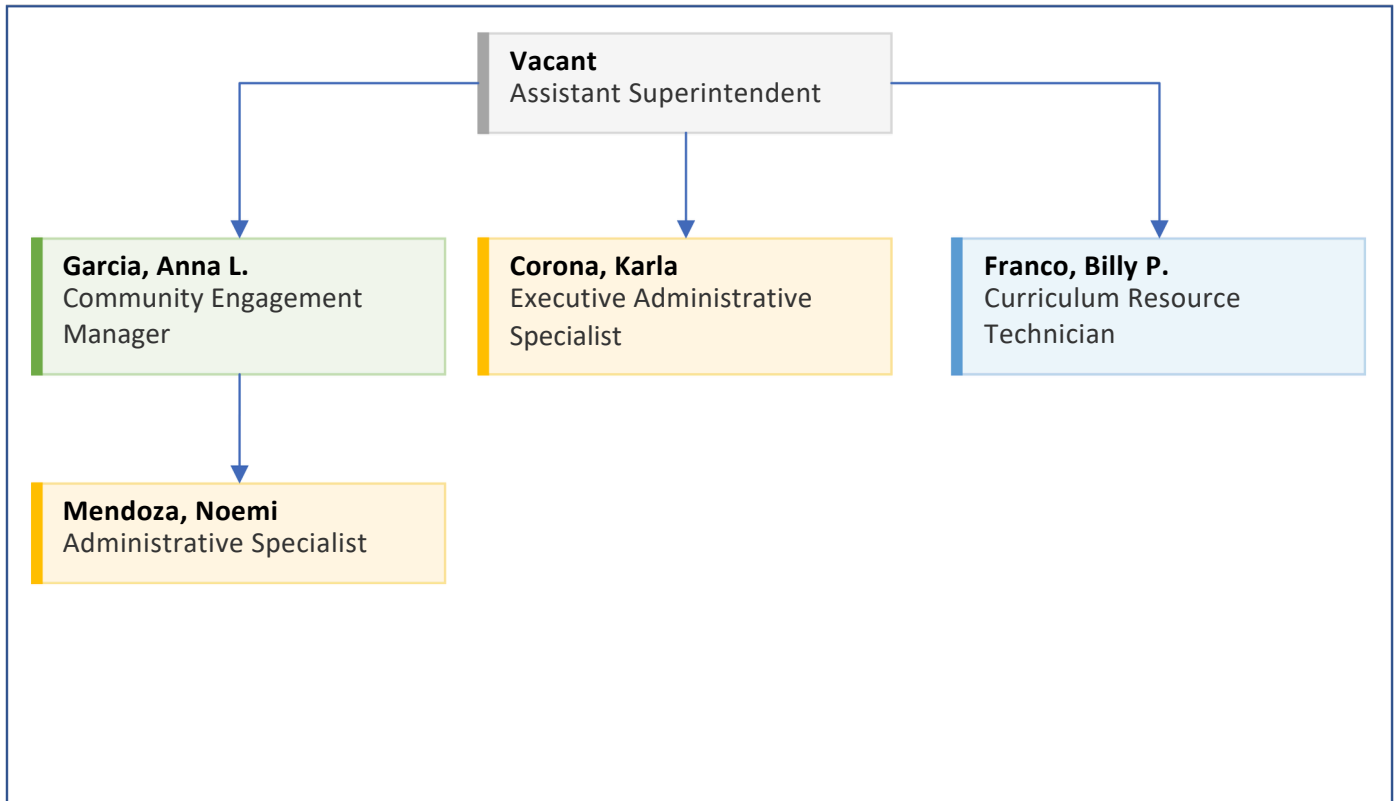 Vacant
Assistant Superintendent
Garcia, Anna L.
Community Engagement
Manager
Corona, Karla
Executive Administrative
Specialist
Franco, Billy P.
Curriculum Resource
Technician
Mendoza, Noemi
Administrative Specialist